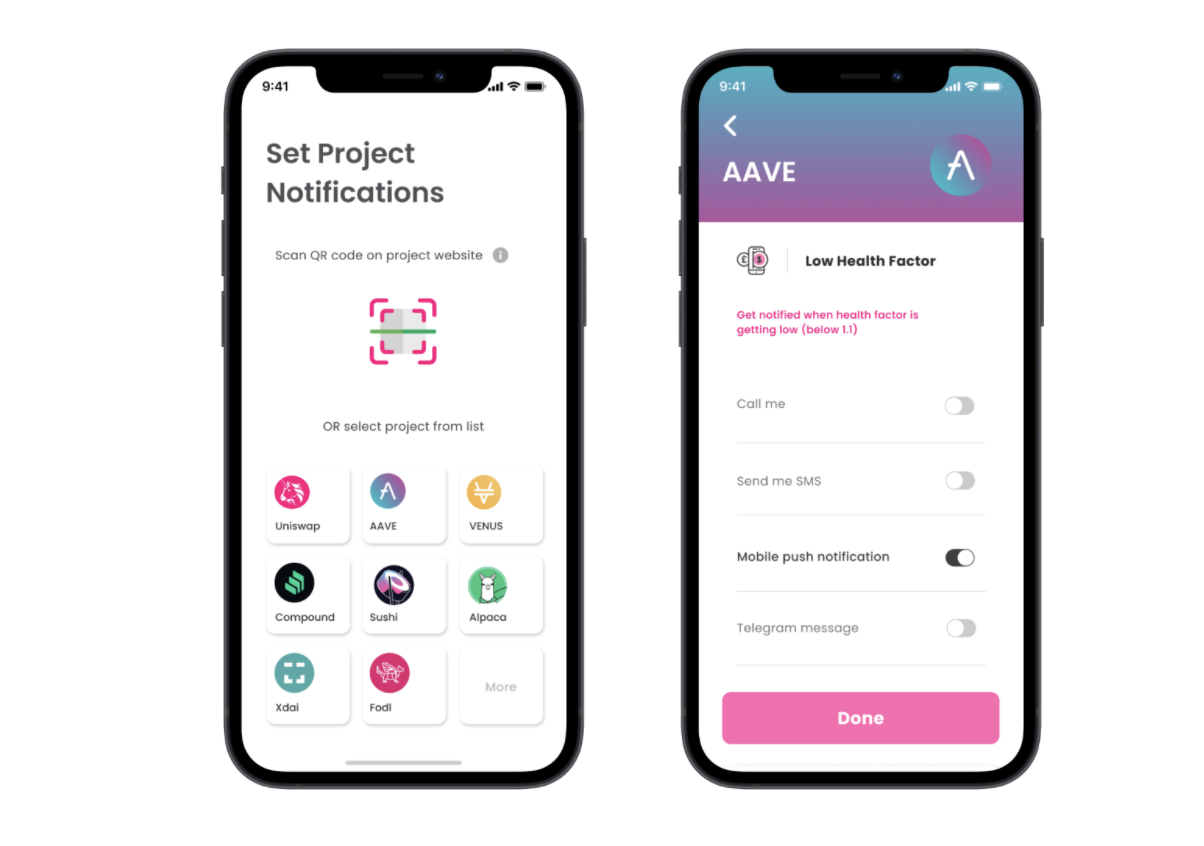 9:41
Set Project
Notifications
Scan QR code on project website
i
OR select project from list
Uniswap
AAVE
VENUS
Compound
Sushi
Alpaca
Xdai
Fodl
More
9:41
AAVE
£
$
Low Health Factor
Get notified when health factor is
getting low (below 1.1)
Call me
Send me SMS
Mobile push notification
Telegram message
Done